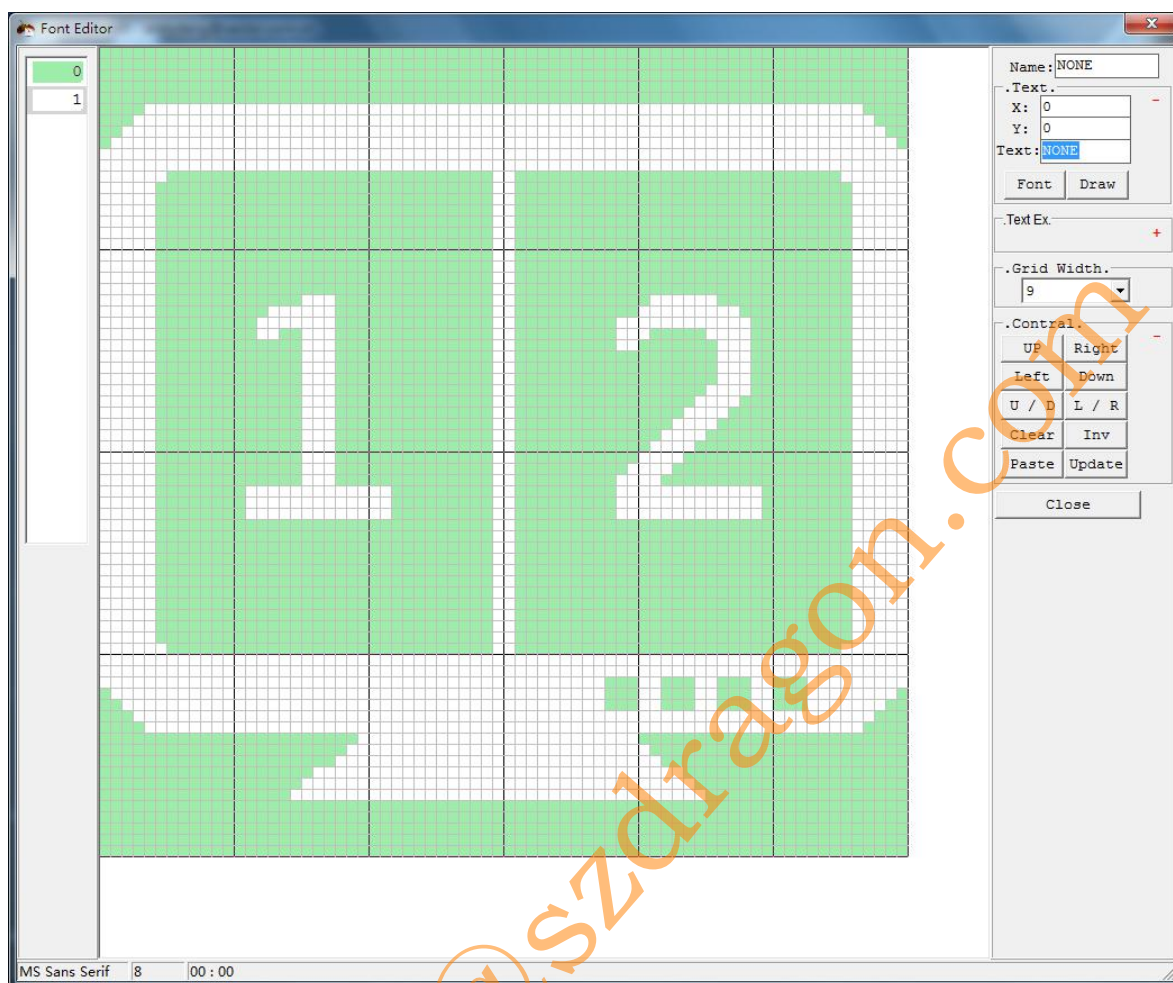 Font Editor
0
1
1 2
Name: NONE
.Text.
-
X: 0
Y: 0
Text: NONE
Font Draw
.Text Ex.
+
.Grid Width.
9
.Contral.
-
UP Right
Left Down
U / D L / R
Clear Inv
Paste Update
Close
@szdragon.com
MS Sans Serif 8 00 : 00